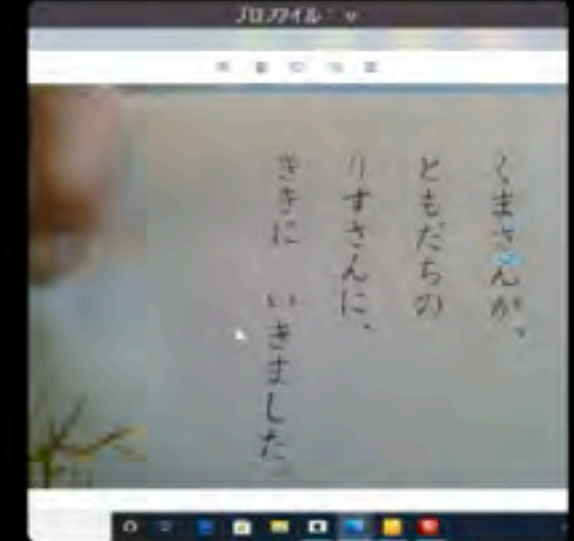 プロファイル
くまさんが、
ともだちの
りすさんに、
ききに いきました。